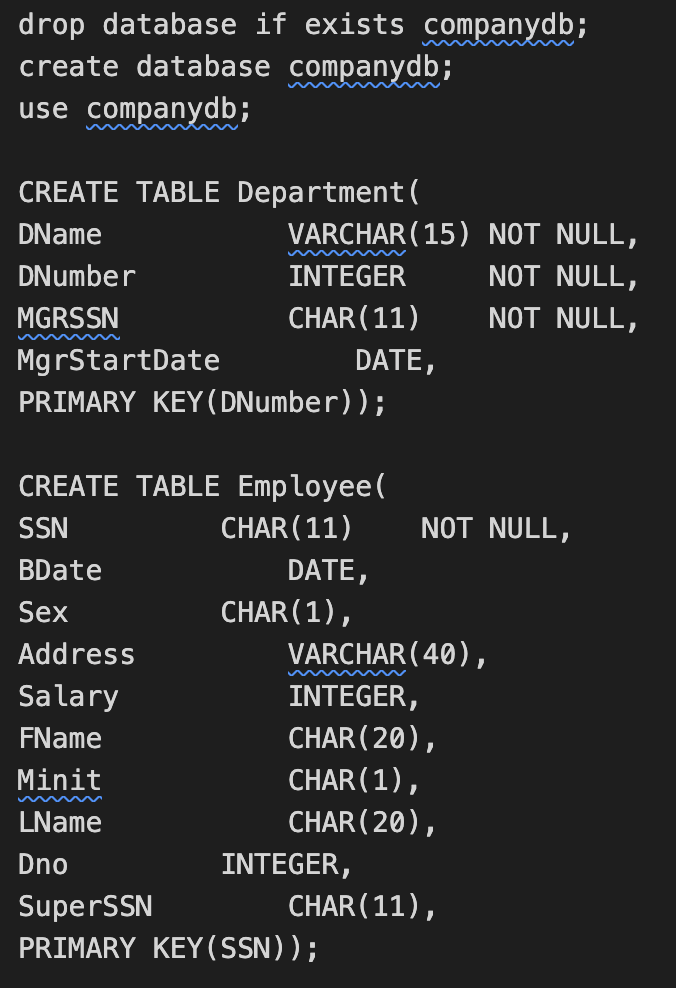 drop database if exists companydb;
create database companydb;
use companydb;
CREATE TABLE Department(
DName VARCHAR(15) NOT NULL,
DNumber INTEGER NOT NULL,
MGRSSN CHAR(11) NOT NULL,
MgrStartDate DATE,
PRIMARY KEY(DNumber));
CREATE TABLE Employee(
SSN CHAR(11) NOT NULL,
BDate DATE,
Sex CHAR(1),
Address VARCHAR(40),
Salary INTEGER,
FName CHAR(20),
Minit CHAR(1),
LName CHAR(20),
Dno INTEGER,
SuperSSN CHAR(11),
PRIMARY KEY(SSN));